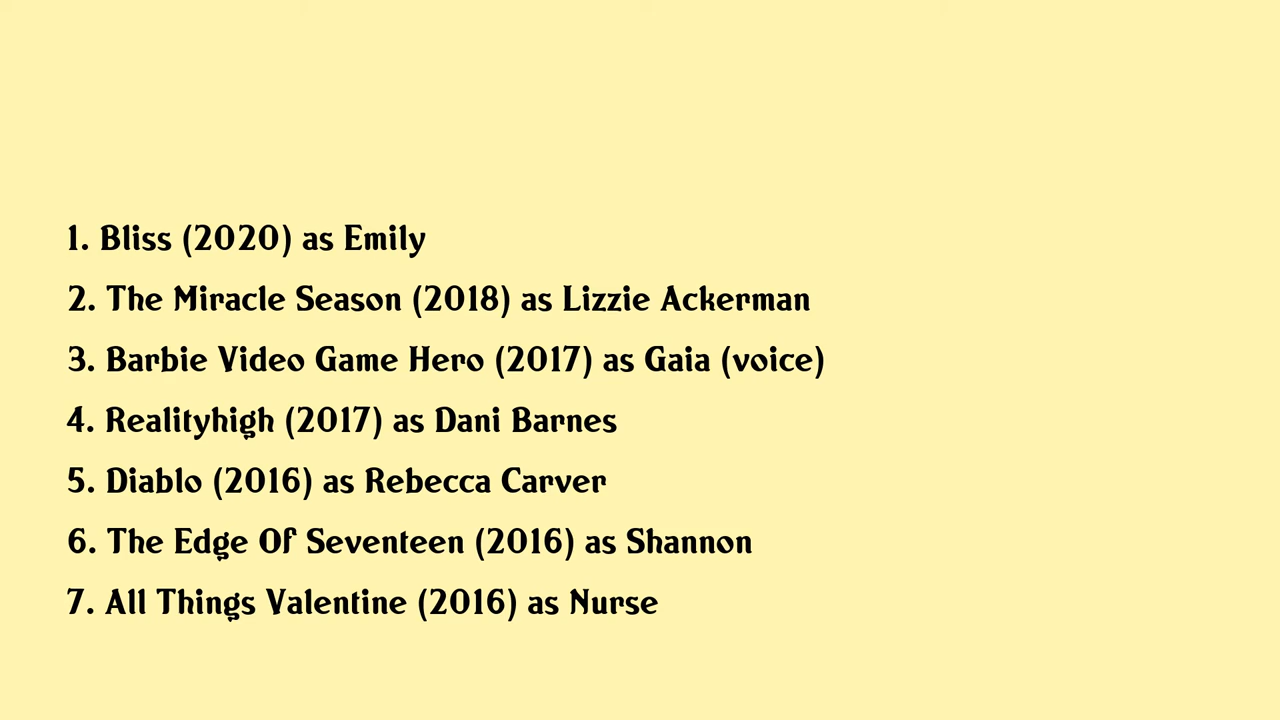 1. Bliss (2020) as Emily
2. The Miracle Season (2018) as Lizzie Ackerman
3. Barbie Video Game Hero (2017) as Gaia (voice)
4. Realityhigh (2017) as Dani Barnes
5. Diablo (2016) as Rebecca Carver
6. The Edge Of Seventeen (2016) as Shannon
7. All Things Valentine (2016) as Nurse